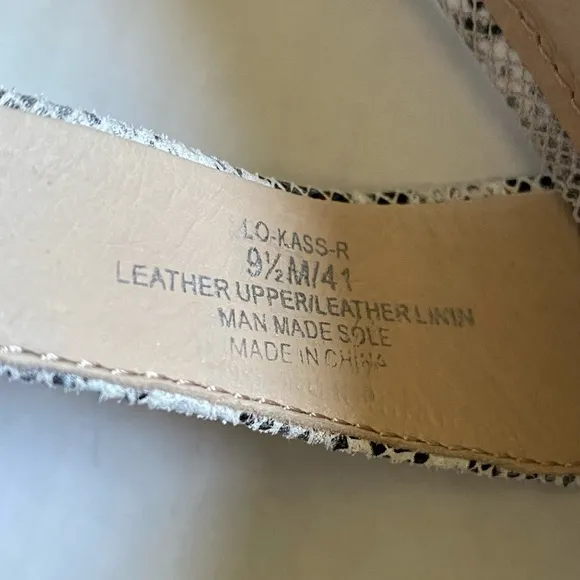 LO-KASS-R
9½M/41
LEATHER UPPER/LEATHER LININ
MAN MADE SOLE
MADE IN CHINA